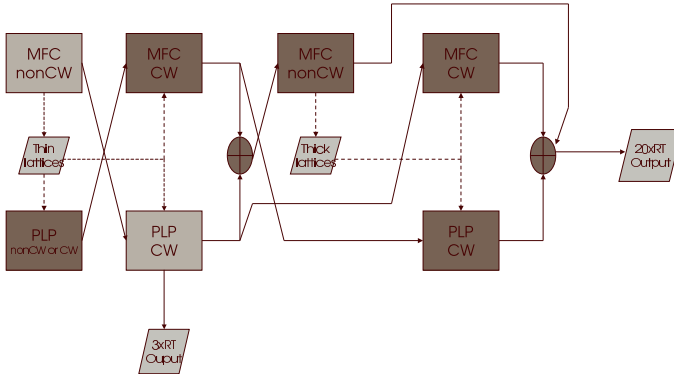 MFC
nonCW
MFC
CW
MFC
nonCW
MFC
CW
Thin
lattices
Thick
lattices
20xRT
Output
PLP
nonCW or CW
PLP
CW
PLP
CW
3xRT
Ouput